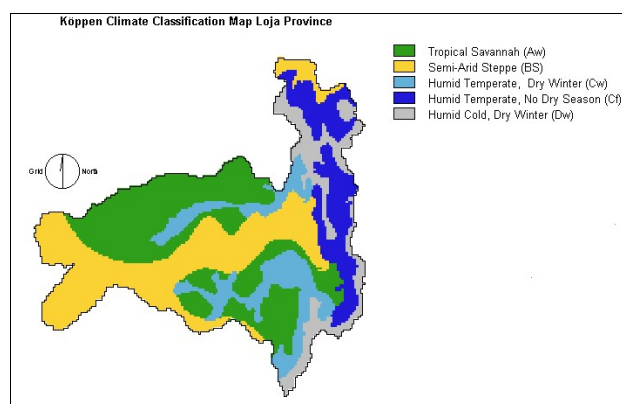 Köppen Climate Classification Map Loja Province
Tropical Savannah (Aw)
Semi-Arid Steppe (BS)
Humid Temperate, Dry Winter (Cw)
Humid Temperate, No Dry Season (Cf)
Humid Cold, Dry Winter (Dw)
Grid North